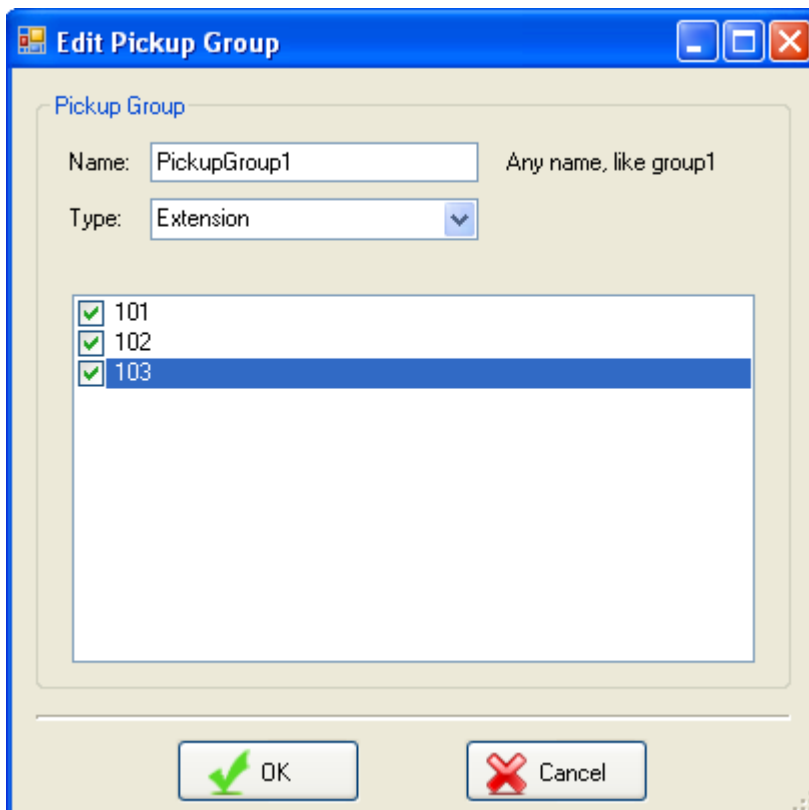 Edit Pickup Group
Pickup Group
Name: PickupGroup1 Any name, like group1
Type: Extension
101
102
103
OK Cancel